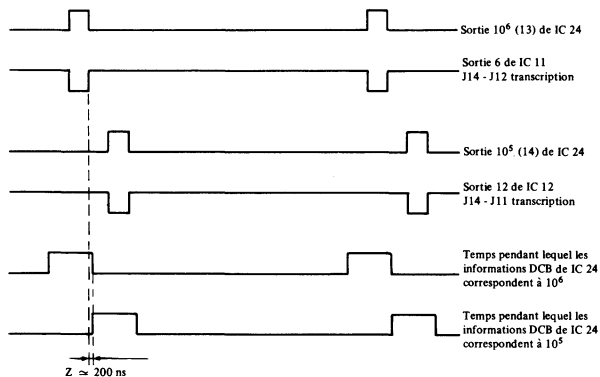 Sortie 10⁶ (13) de IC 24
Sortie 6 de IC 11
J14 - J12 transcription
Sortie 10⁵. (14) de IC 24
Sortie 12 de IC 12
J14 - J11 transcription
Temps pendant lequel les
informations DCB de IC 24
correspondent à 10⁶
Temps pendant lequel les
informations DCB de IC 24
correspondent à 10⁵
Z ≃ 200 ns